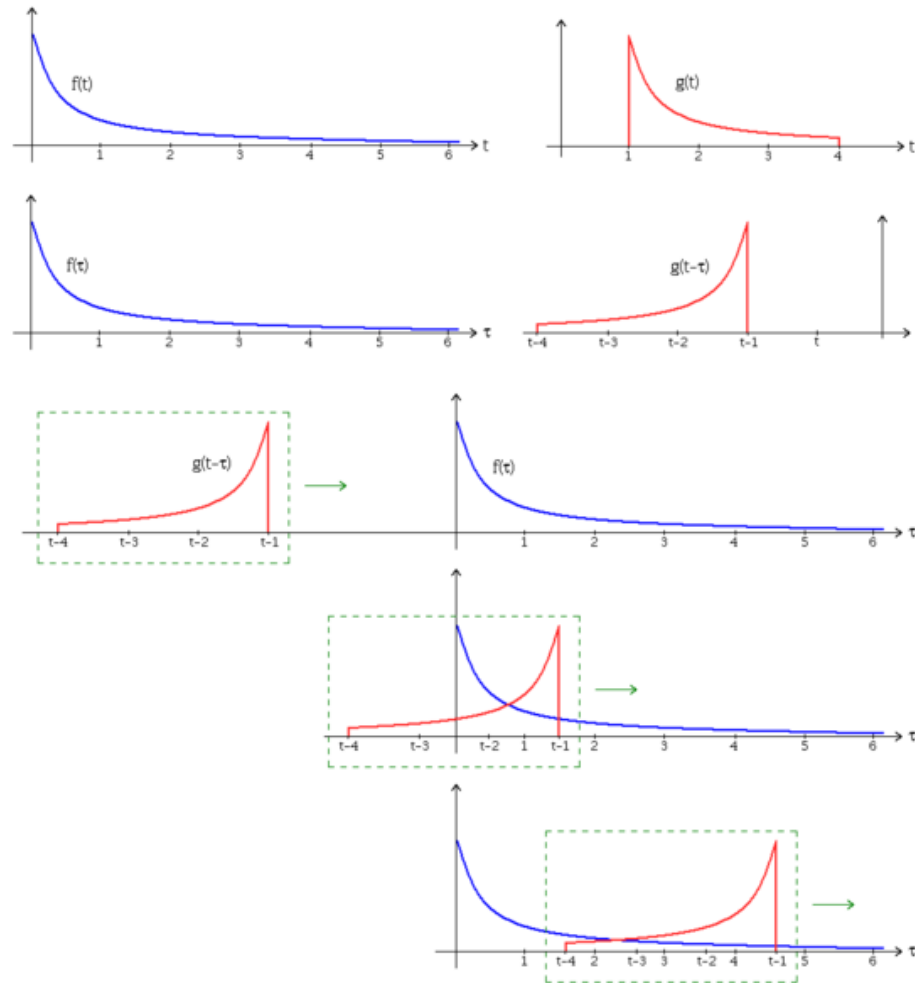 f(t)
g(t)
1 2 3 4 5 6 t
1 2 3 4 t
f(τ)
g(t-τ)
1 2 3 4 5 6 τ
t-4 t-3 t-2 t-1 t
g(t-τ)
f(τ)
t-4 t-3 t-2 t-1 1 2 3 4 5 6 τ
t-4 t-3 t-2 1 t-1 2 3 4 5 6 τ
1 t-4 2 t-3 3 t-2 4 t-1 5 6 τ